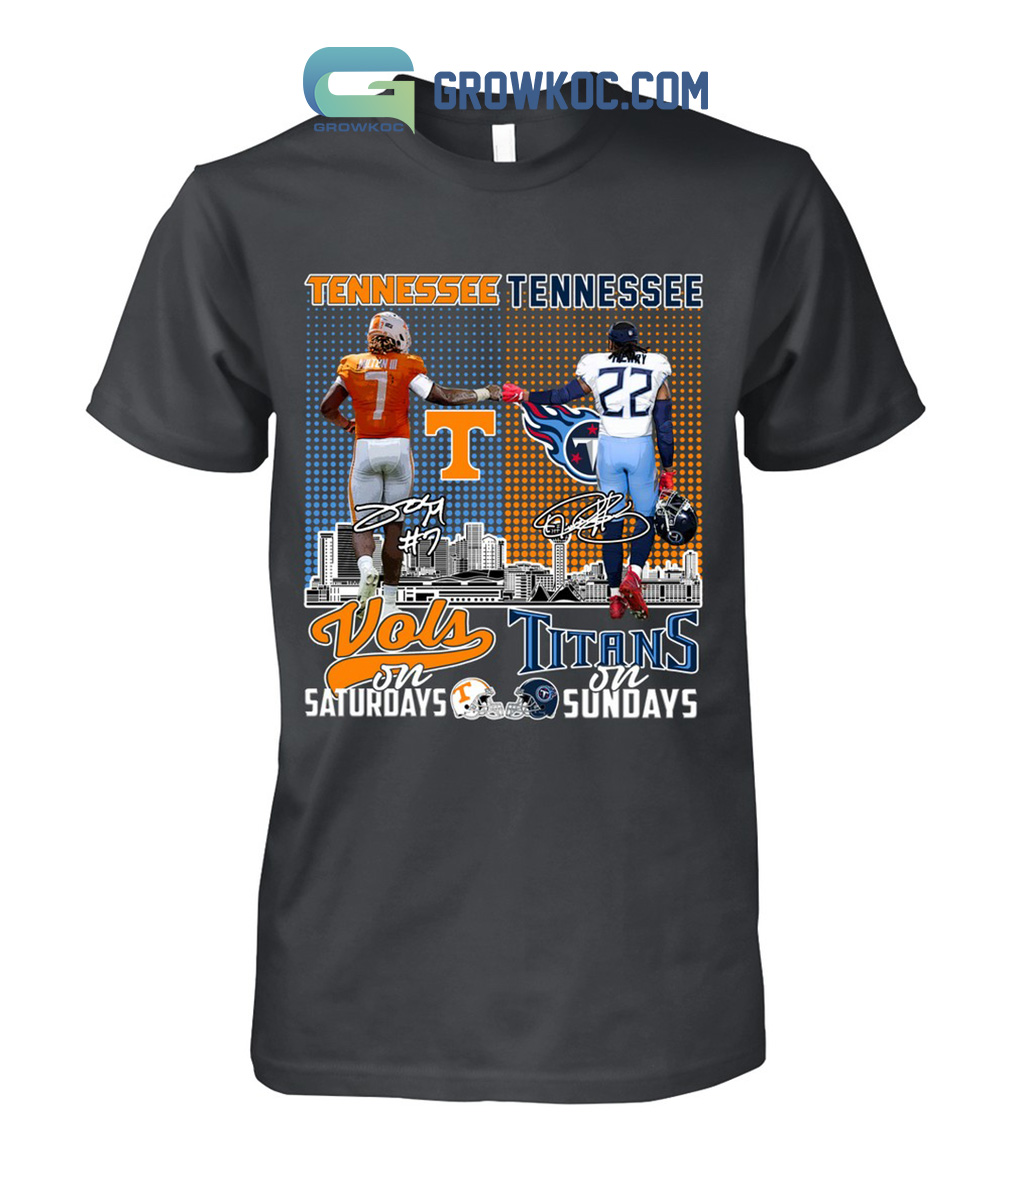 GROWKOC.COM
GROWKOC
TENNESSEE TENNESSEE
7
HENRY
22
T
T
#7
Vols
on
SATURDAYS
TITANS
on
SUNDAYS
T